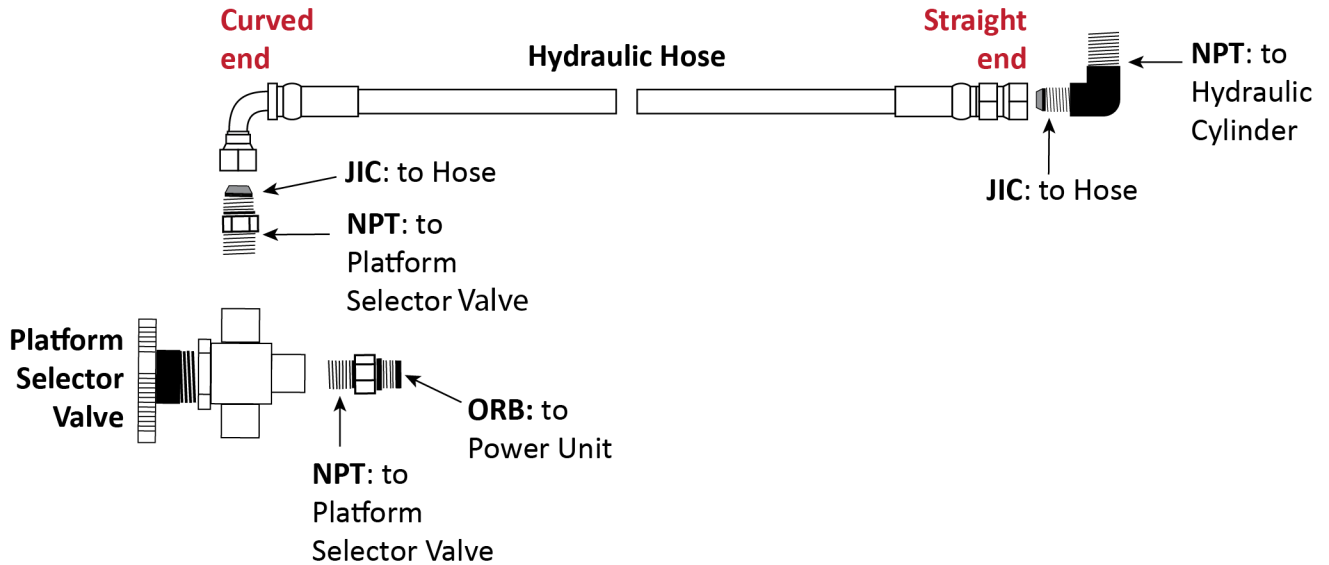 Curved
end
Hydraulic Hose
Straight
end
NPT: to
Hydraulic
Cylinder
JIC: to Hose
JIC: to Hose
NPT: to
Platform
Selector Valve
Platform
Selector
Valve
ORB: to
Power Unit
NPT: to
Platform
Selector Valve